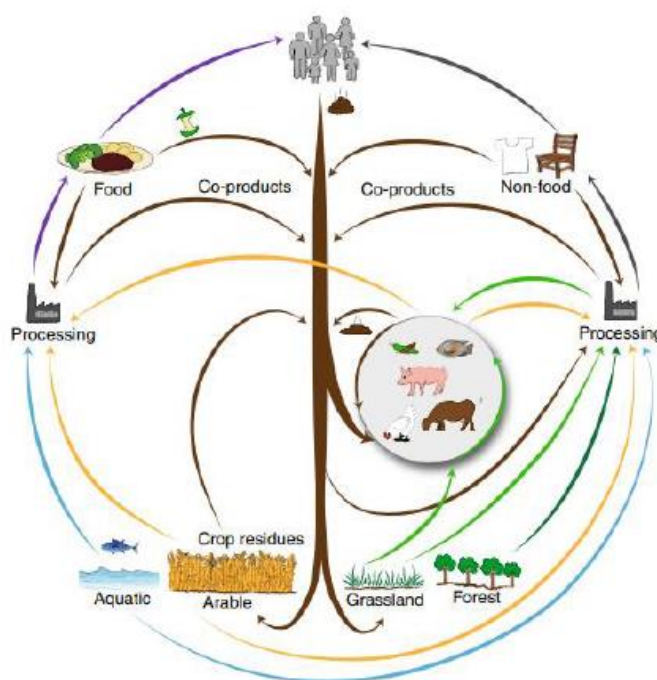 Food
Co-products
Co-products
Non-food
Processing
Processing
Crop residues
Aquatic
Arable
Grassland
Forest